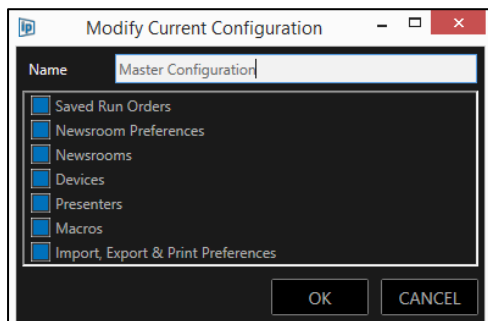 ip Modify Current Configuration
Name Master Configuration
Saved Run Orders
Newsroom Preferences
Newsrooms
Devices
Presenters
Macros
Import, Export & Print Preferences
OK CANCEL